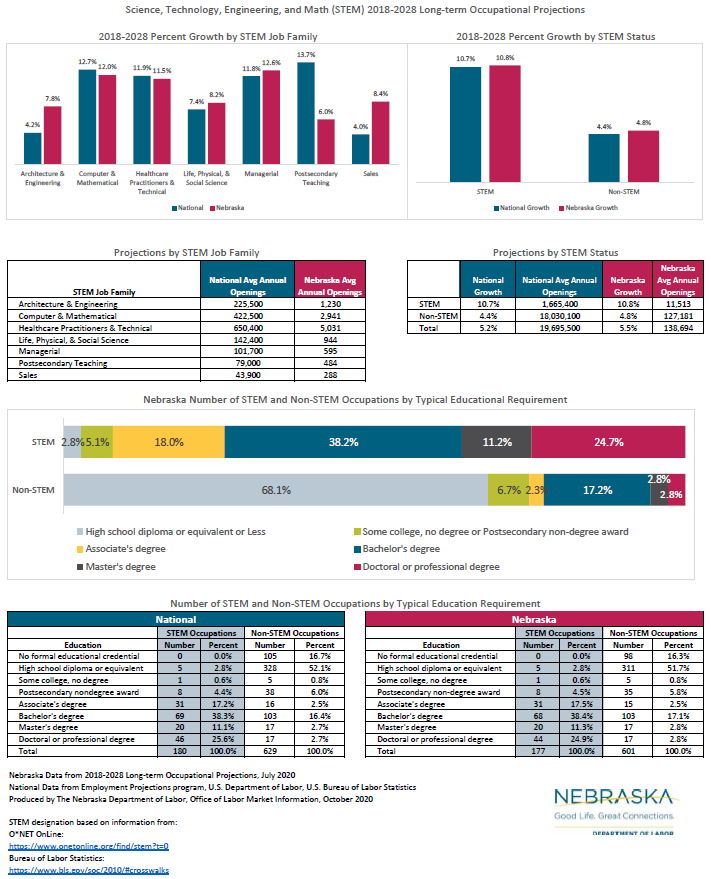 Science, Technology, Engineering, and Math (STEM) 2018-2028 Long-term Occupational Projections
2018-2028 Percent Growth by STEM Job Family
4.2% 7.8% 12.7% 12.0% 11.9% 11.5% 7.4% 8.2% 11.8% 12.6% 13.7% 6.0% 4.0% 8.4%
Architecture & Engineering
Computer & Mathematical
Healthcare Practitioners & Technical
Life, Physical, & Social Science
Managerial
Postsecondary Teaching
Sales
National Nebraska
2018-2028 Percent Growth by STEM Status
10.7% 10.8% 4.4% 4.8%
STEM Non-STEM
National Growth Nebraska Growth
Projections by STEM Job Family
STEM Job Family National Avg Annual Openings Nebraska Avg Annual Openings
Architecture & Engineering 225,500 1,230
Computer & Mathematical 422,500 2,941
Healthcare Practitioners & Technical 650,400 5,031
Life, Physical, & Social Science 142,400 944
Managerial 101,700 595
Postsecondary Teaching 79,000 484
Sales 43,900 288
Projections by STEM Status
National Growth National Avg Annual Openings Nebraska Growth Nebraska Avg Annual Openings
STEM 10.7% 1,665,400 10.8% 11,513
Non-STEM 4.4% 18,030,100 4.8% 127,181
Total 5.2% 19,695,500 5.5% 138,694
Nebraska Number of STEM and Non-STEM Occupations by Typical Educational Requirement
STEM 2.8% 5.1% 18.0% 38.2% 11.2% 24.7%
Non-STEM 68.1% 6.7% 2.3% 17.2% 2.8% 2.8%
High school diploma or equivalent or Less Some college, no degree or Postsecondary non-degree award
Associate's degree Bachelor's degree
Master's degree Doctoral or professional degree
Number of STEM and Non-STEM Occupations by Typical Education Requirement
National
STEM Occupations Non-STEM Occupations
Education Number Percent Number Percent
No formal educational credential 0 0.0% 105 16.7%
High school diploma or equivalent 5 2.8% 328 52.1%
Some college, no degree 1 0.6% 5 0.8%
Postsecondary nondegree award 8 4.4% 38 6.0%
Associate's degree 31 17.2% 16 2.5%
Bachelor's degree 69 38.3% 103 16.4%
Master's degree 20 11.1% 17 2.7%
Doctoral or professional degree 46 25.6% 17 2.7%
Total 180 100.0% 629 100.0%
Nebraska
STEM Occupations Non-STEM Occupations
Education Number Percent Number Percent
No formal educational credential 0 0.0% 98 16.3%
High school diploma or equivalent 5 2.8% 311 51.7%
Some college, no degree 1 0.6% 5 0.8%
Postsecondary non-degree award 8 4.5% 35 5.8%
Associate's degree 31 17.5% 15 2.5%
Bachelor's degree 68 38.4% 103 17.1%
Master's degree 20 11.3% 17 2.8%
Doctoral or professional degree 44 24.9% 17 2.8%
Total 177 100.0% 601 100.0%
Nebraska Data from 2018-2028 Long-term Occupational Projections, July 2020
National Data from Employment Projections program, U.S. Department of Labor, U.S. Bureau of Labor Statistics
Produced by The Nebraska Department of Labor, Office of Labor Market Information, October 2020
STEM designation based on information from:
O*NET OnLine:
https://www.onetonline.org/find/stem?t=0
Bureau of Labor Statistics:
https://www.bls.gov/soc/2010/#crosswalks
NEBRASKA
Good Life. Great Connections.
DEPARTMENT OF LABOR